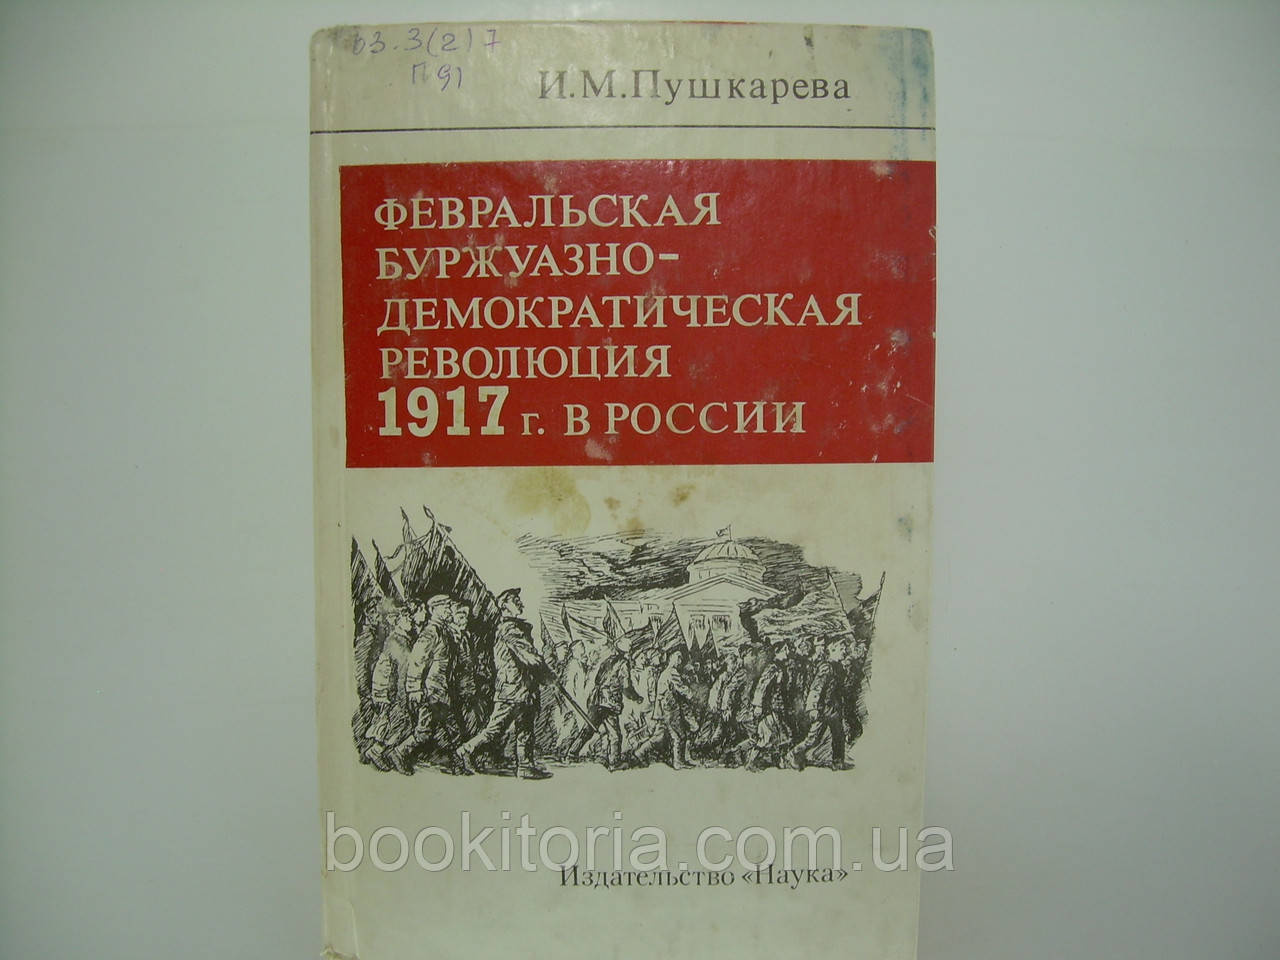 63.3(2)7
П91
И.М.Пушкарева
ФЕВРАЛЬСКАЯ
БУРЖУАЗНО-
ДЕМОКРАТИЧЕСКАЯ
РЕВОЛЮЦИЯ
1917 г. В РОССИИ
bookitoria.com.ua
Издательство «Наука»